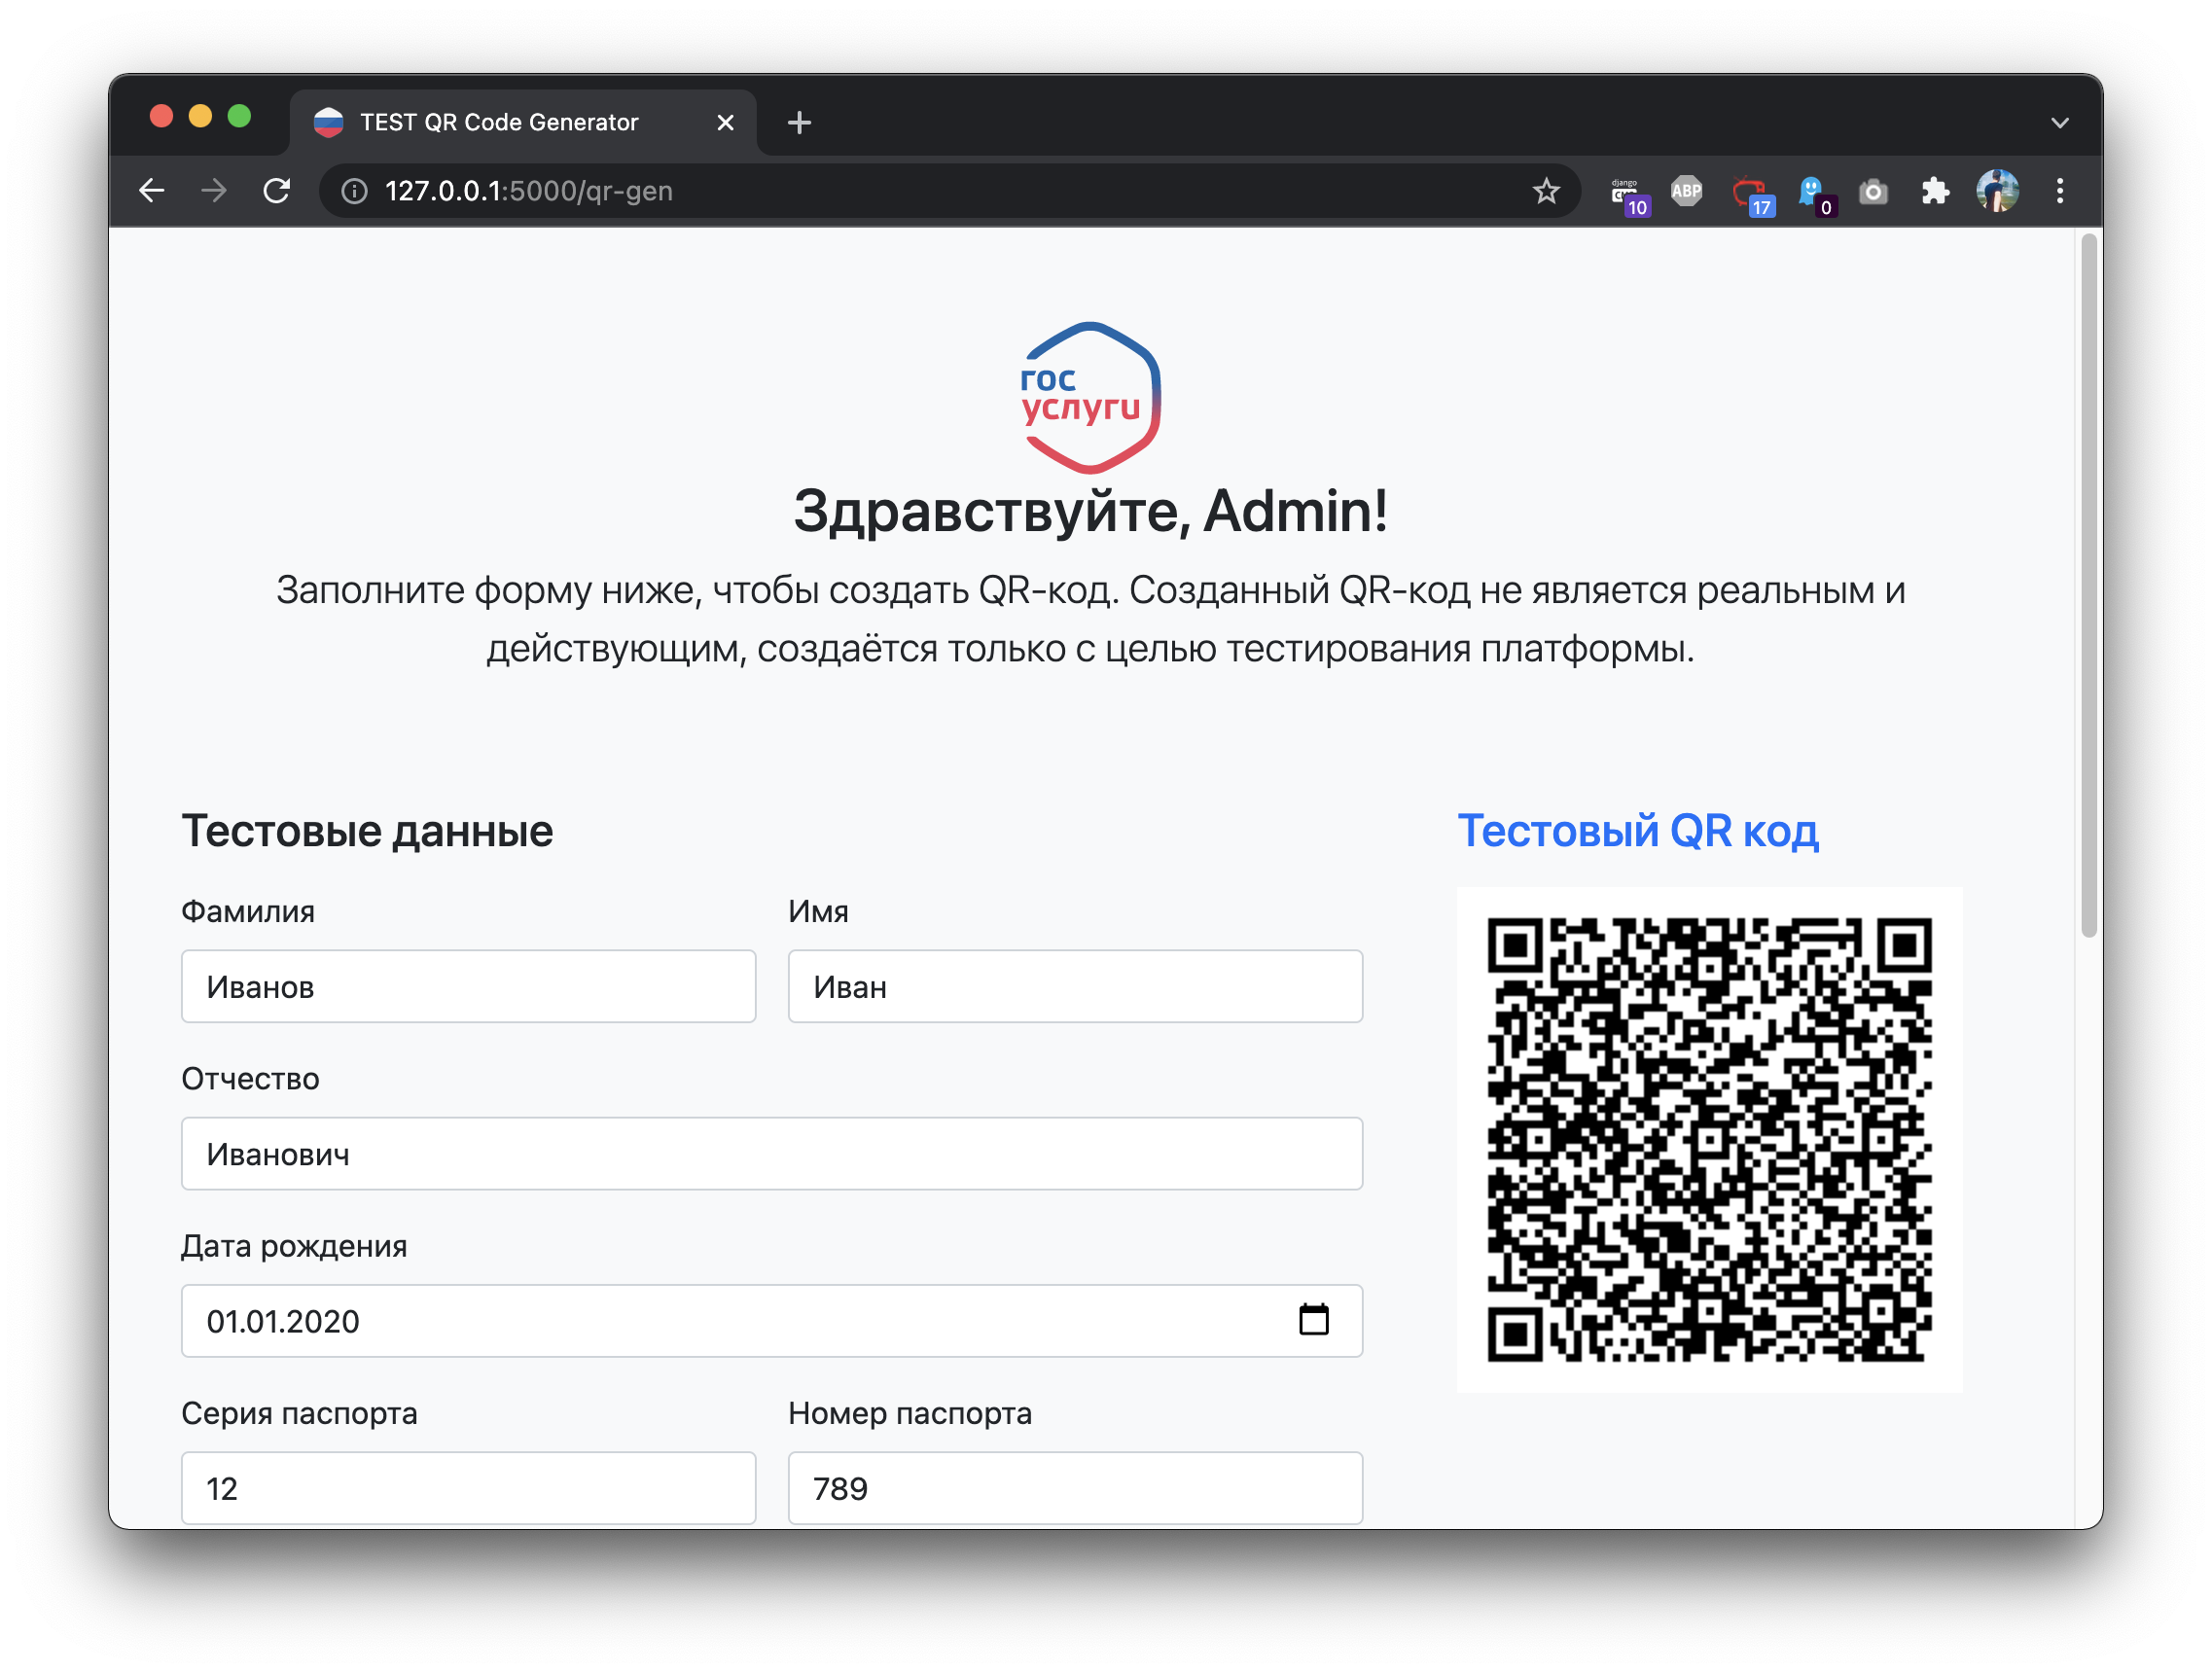 TEST QR Code Generator
127.0.0.1:5000/qr-gen
django
10
ABP
17
0
гос
услуги
Здравствуйте, Admin!
Заполните форму ниже, чтобы создать QR-код. Созданный QR-код не является реальным и
действующим, создаётся только с целью тестирования платформы.
Тестовые данные
Тестовый QR код
Фамилия
Имя
Иванов
Иван
Отчество
Иванович
Дата рождения
01.01.2020
Серия паспорта
Номер паспорта
12
789